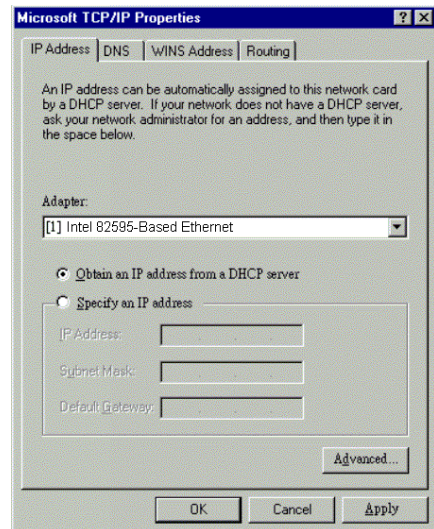 Microsoft TCP/IP Properties
IP Address DNS WINS Address Routing
An IP address can be automatically assigned to this network card
by a DHCP server. If your network does not have a DHCP server,
ask your network administrator for an address, and then type it in
the space below.
Adapter:
[1] Intel 82595-Based Ethernet
Obtain an IP address from a DHCP server
Specify an IP address
IP Address:
Subnet Mask:
Default Gateway:
Advanced...
OK Cancel Apply